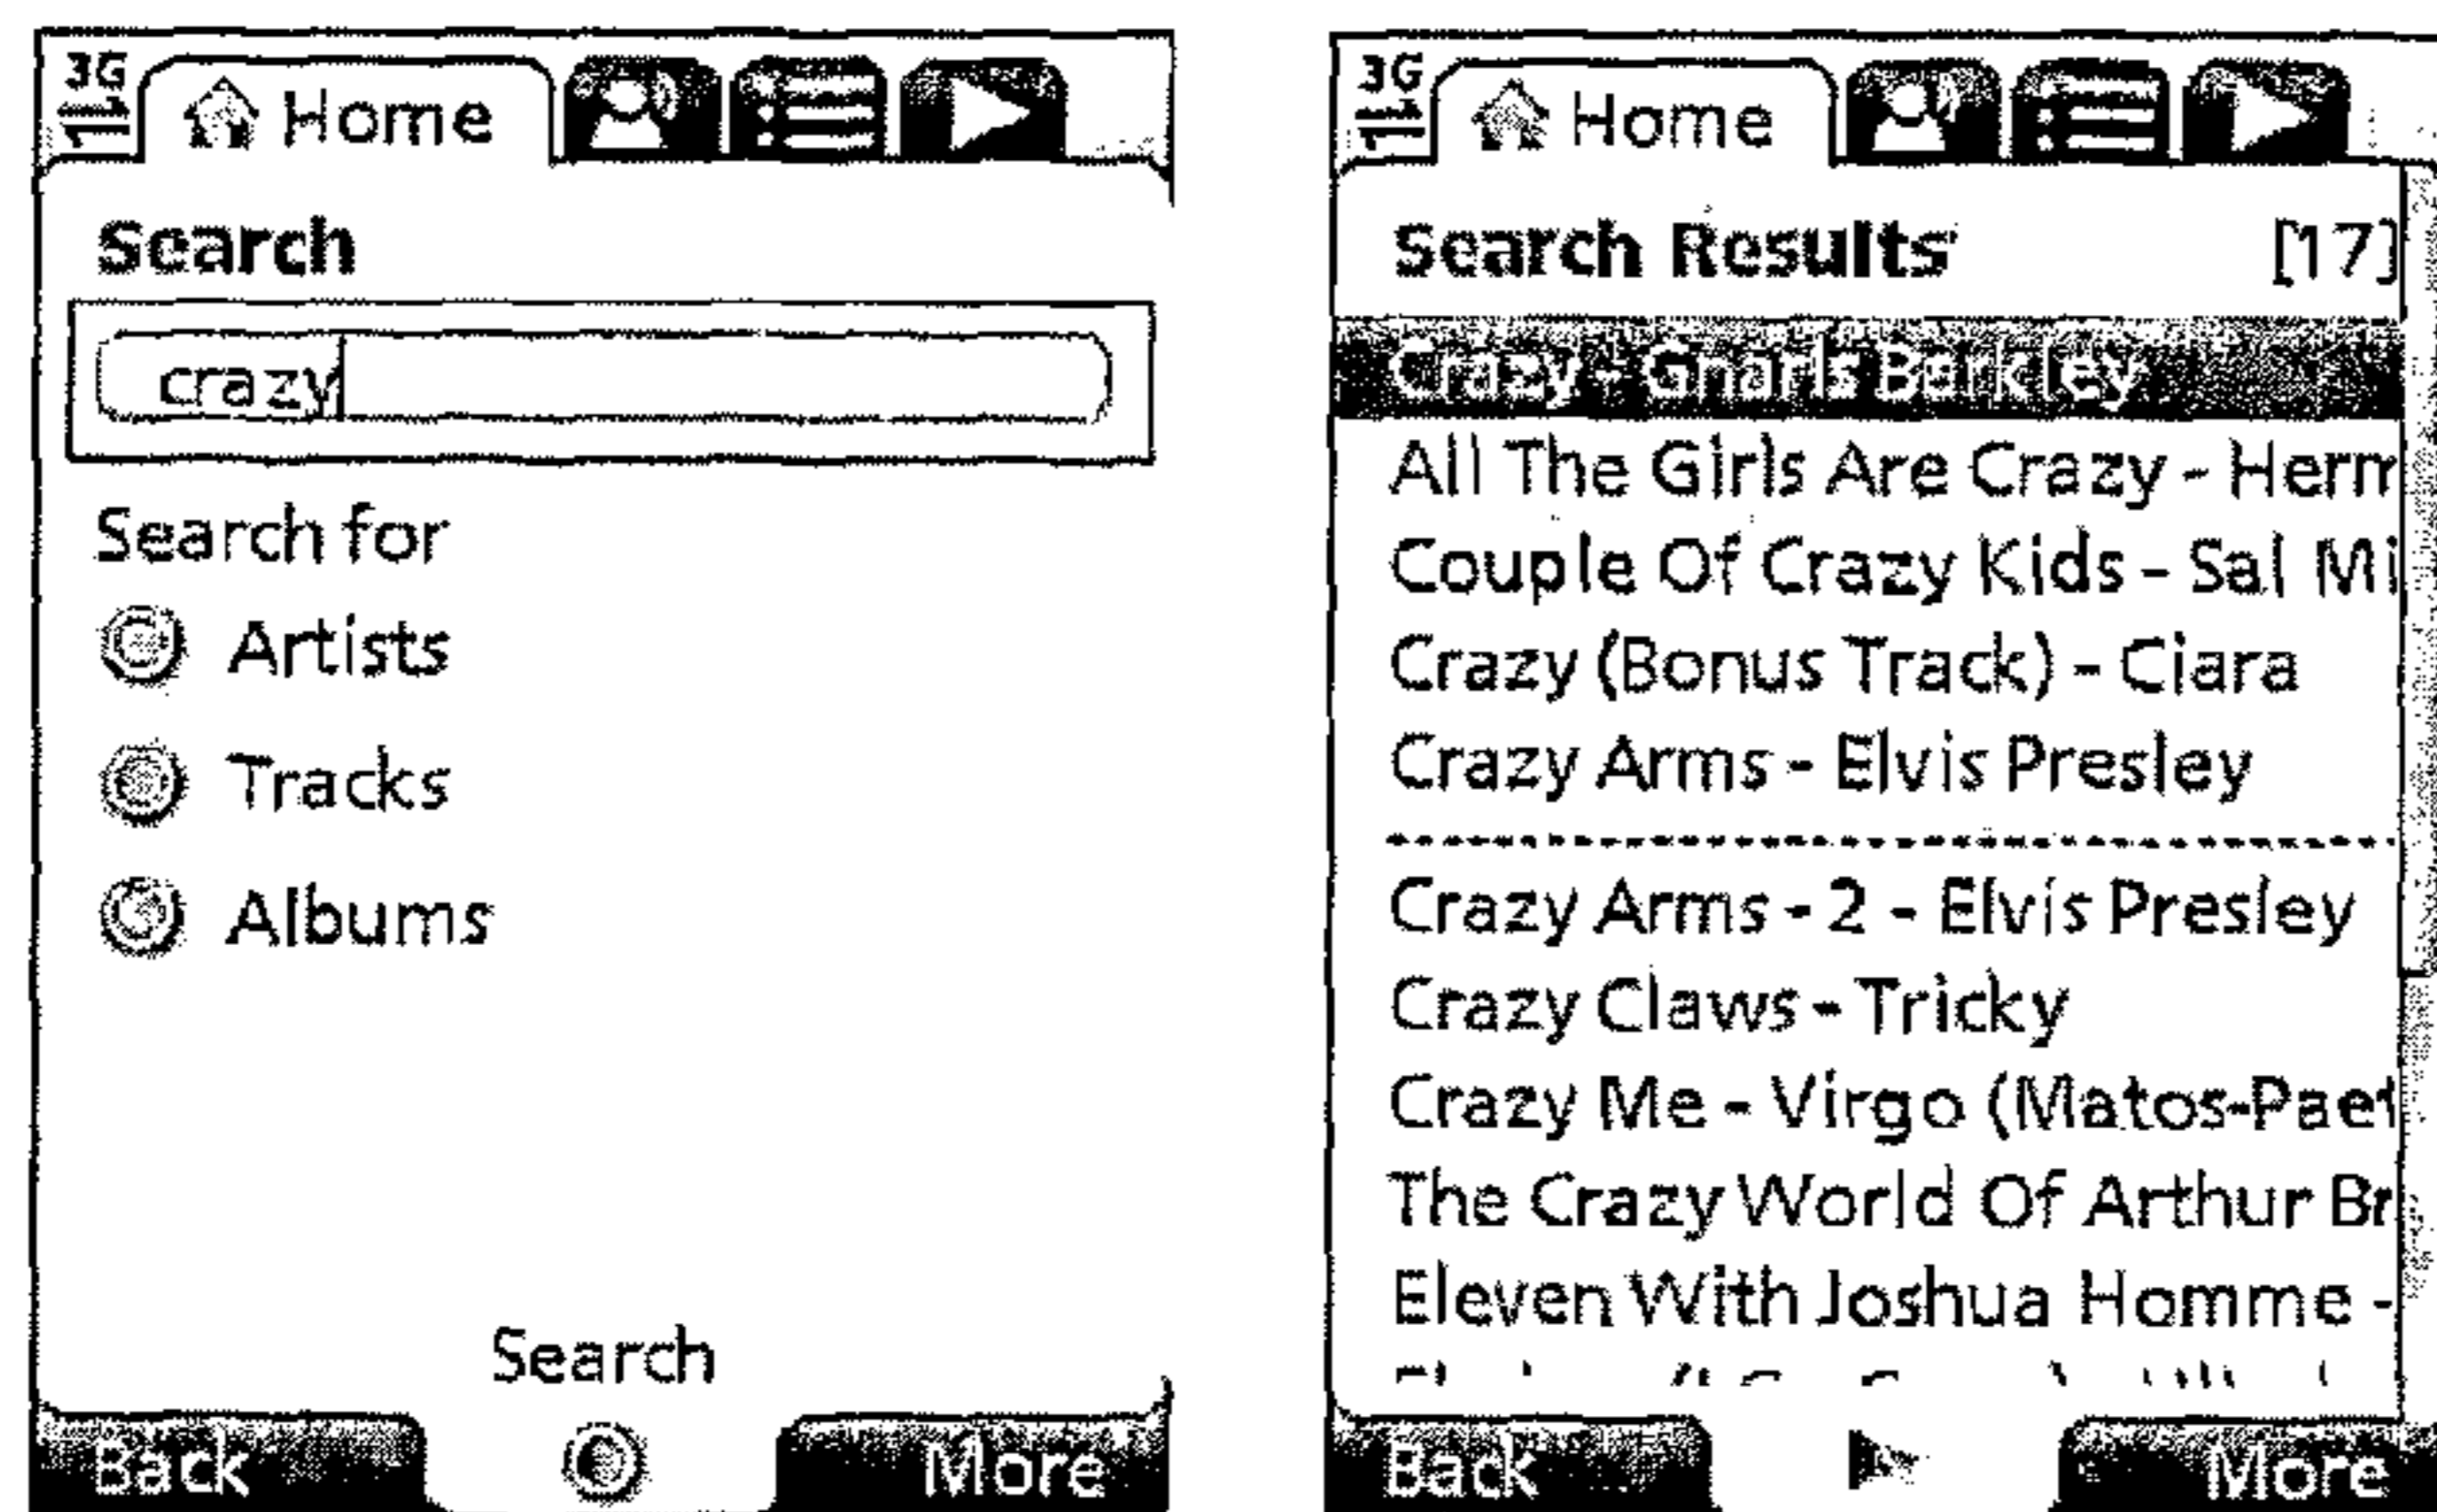 3G
Home
Search
crazy
Search for
Artists
Tracks
Albums
Search
Back
More
3G
Home
Search Results [17]
Crazy - Gnarls Barkley
All The Girls Are Crazy - Herm
Couple Of Crazy Kids - Sal Mi
Crazy (Bonus Track) - Ciara
Crazy Arms - Elvis Presley
Crazy Arms - 2 - Elvis Presley
Crazy Claws - Tricky
Crazy Me - Virgo (Matos-Paet
The Crazy World Of Arthur Br
Eleven With Joshua Homme -
Back
More